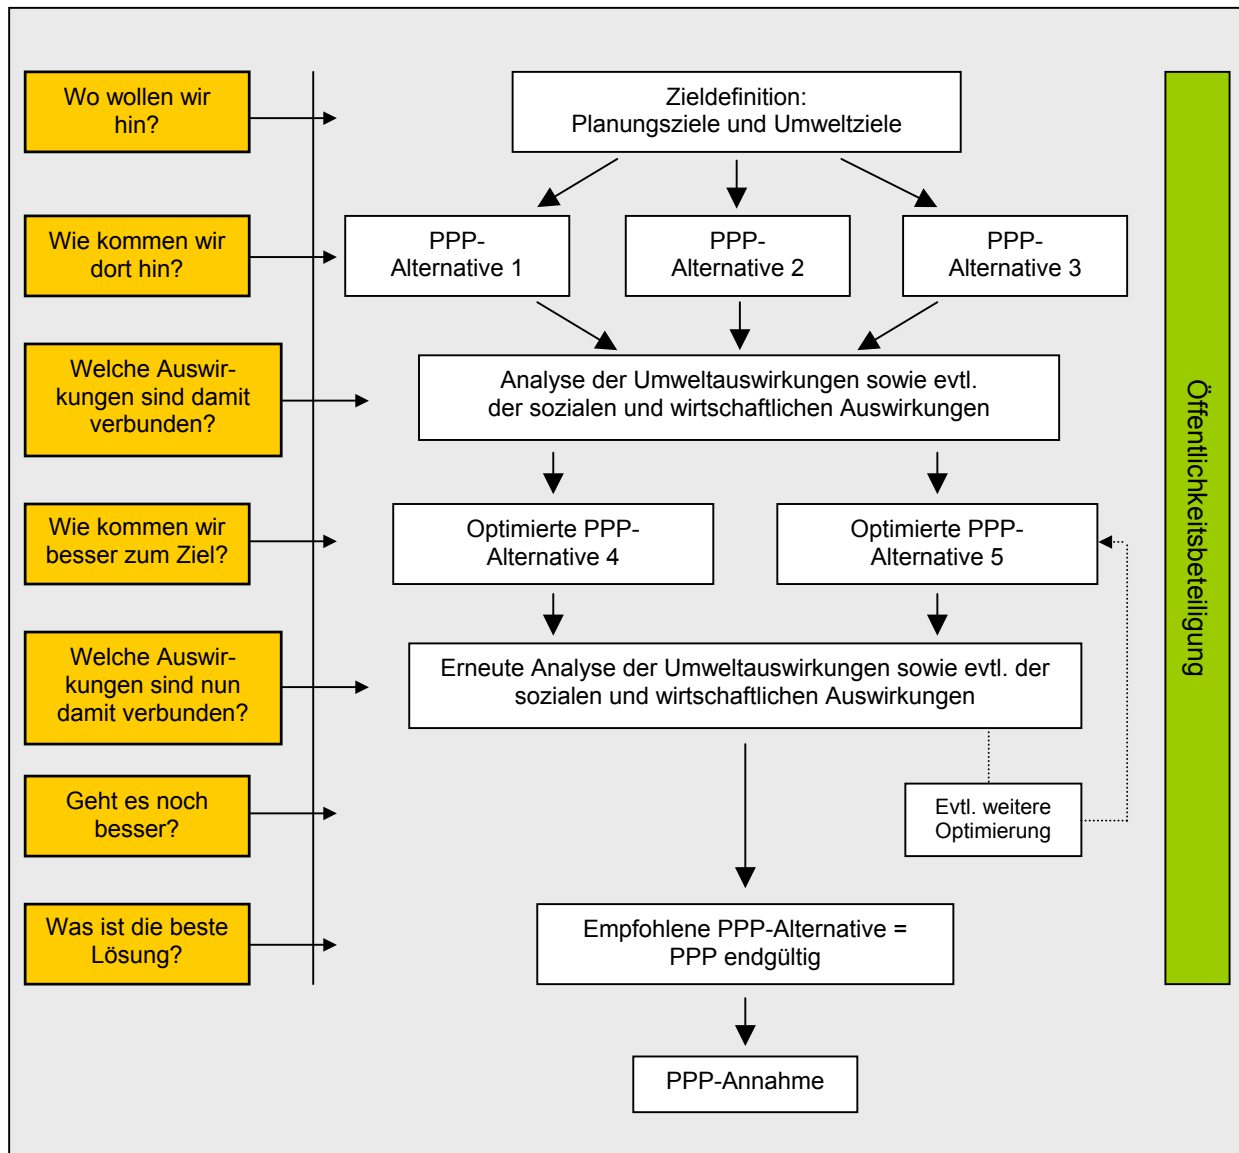 Wo wollen wir
hin?
Zieldefinition:
Planungsziele und Umweltziele
Wie kommen wir
dort hin?
PPP-
Alternative 1
PPP-
Alternative 2
PPP-
Alternative 3
Welche Auswir-
kungen sind damit
verbunden?
Analyse der Umweltauswirkungen sowie evtl.
der sozialen und wirtschaftlichen Auswirkungen
Wie kommen wir
besser zum Ziel?
Optimierte PPP-
Alternative 4
Optimierte PPP-
Alternative 5
Welche Auswir-
kungen sind nun
damit verbunden?
Erneute Analyse der Umweltauswirkungen sowie evtl. der
sozialen und wirtschaftlichen Auswirkungen
Geht es noch
besser?
Evtl. weitere
Optimierung
Was ist die beste
Lösung?
Empfohlene PPP-Alternative =
PPP endgültig
PPP-Annahme
Öffentlichkeitsbeteiligung